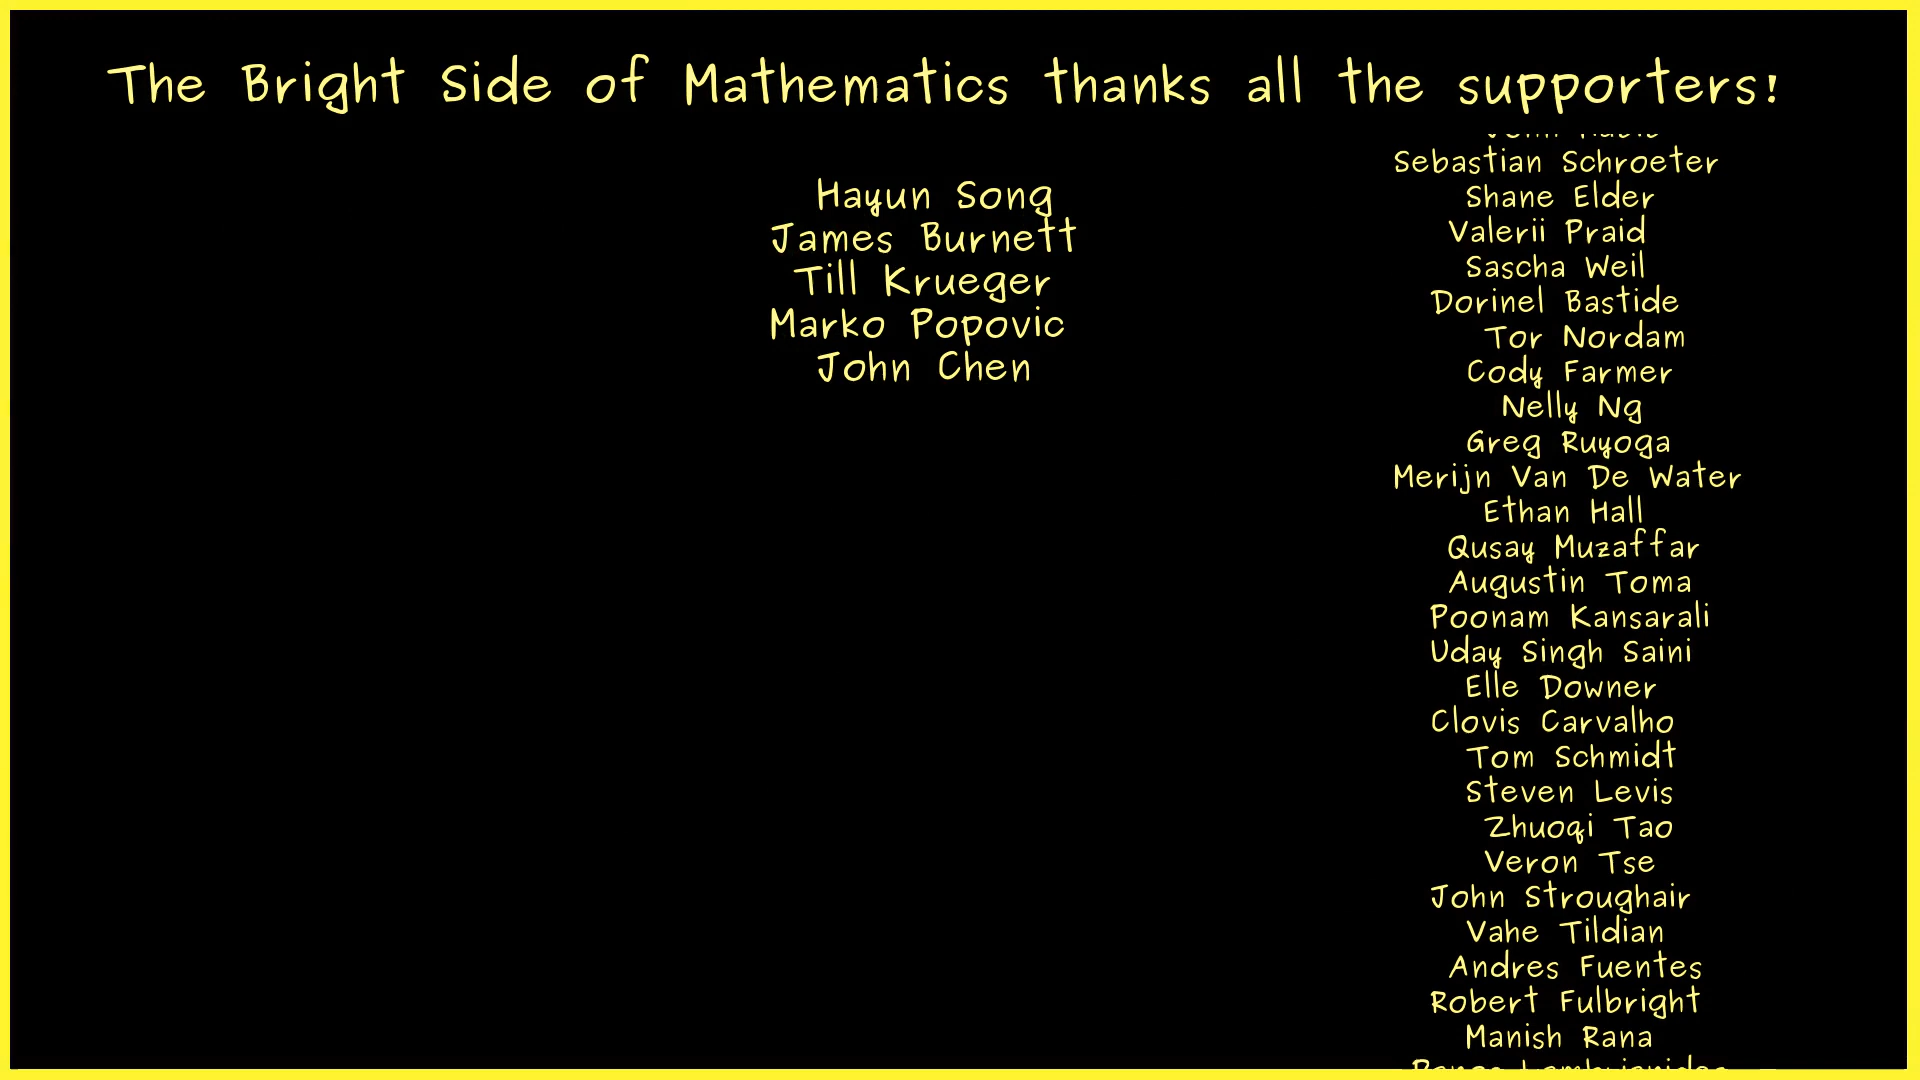 The Bright Side of Mathematics thanks all the supporters!
Hayun Song
James Burnett
Till Krueger
Marko Popovic
John Chen
Sebastian Schroeter
Shane Elder
Valerii Praid
Sascha Weil
Dorinel Bastide
Tor Nordam
Cody Farmer
Nelly Ng
Greg Ruyoga
Merijn Van De Water
Ethan Hall
Qusay Muzaffar
Augustin Toma
Poonam Kansarali
Uday Singh Saini
Elle Downer
Clovis Carvalho
Tom Schmidt
Steven Levis
Zhuoqi Tao
Veron Tse
John Stroughair
Vahe Tildian
Andres Fuentes
Robert Fulbright
Manish Rana